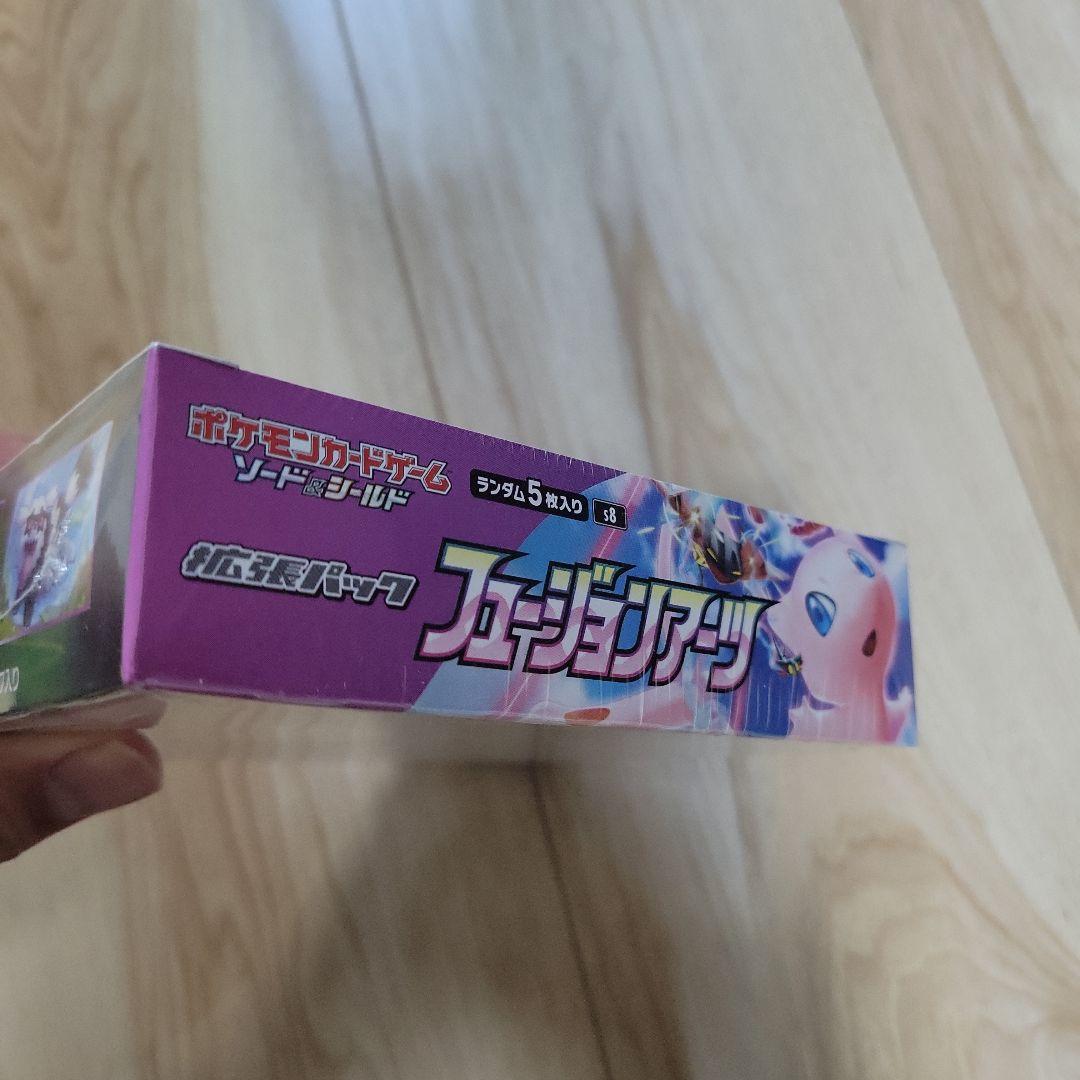 ポケモンカードゲーム
ソード&シールド
ランダム5枚入り
s8
拡張パック
フュージョンアーツ
入り